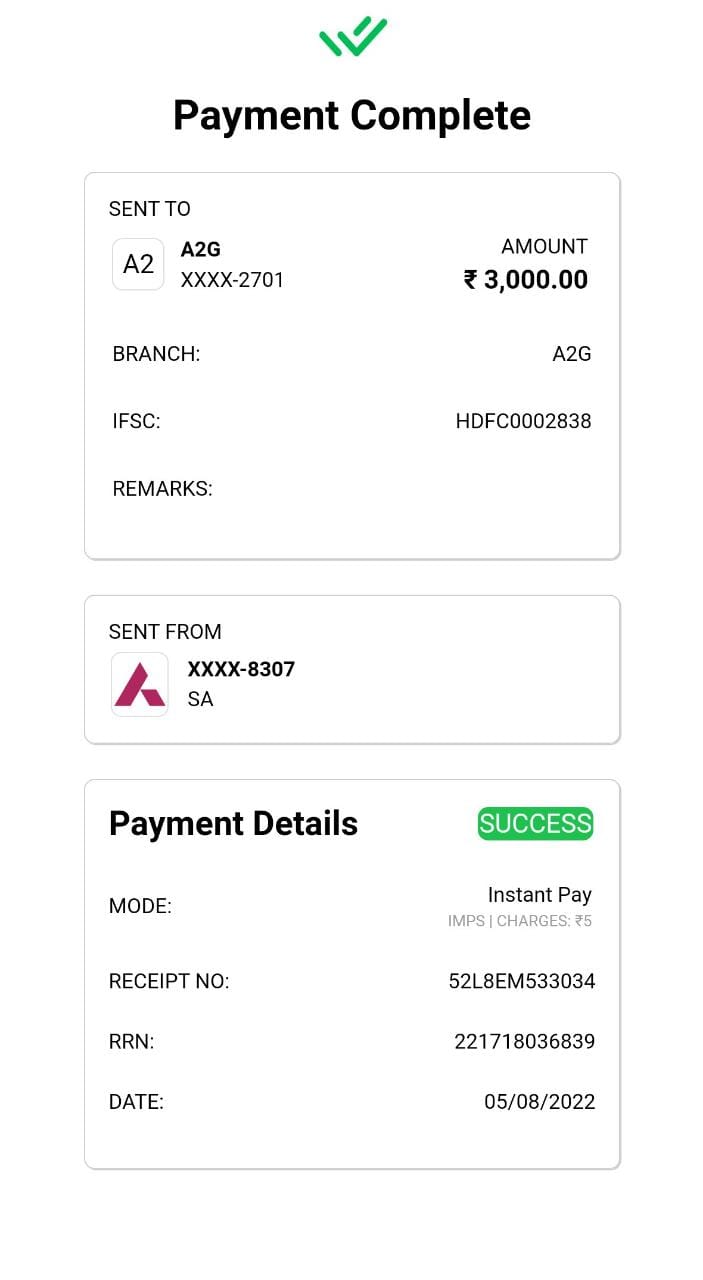 Payment Complete
SENT TO
A2
A2G
XXXX-2701
AMOUNT
₹ 3,000.00
BRANCH:
A2G
IFSC:
HDFC0002838
REMARKS:
SENT FROM
XXXX-8307
SA
Payment Details
SUCCESS
MODE:
Instant Pay
IMPS | CHARGES: ₹5
RECEIPT NO:
52L8EM533034
RRN:
221718036839
DATE:
05/08/2022